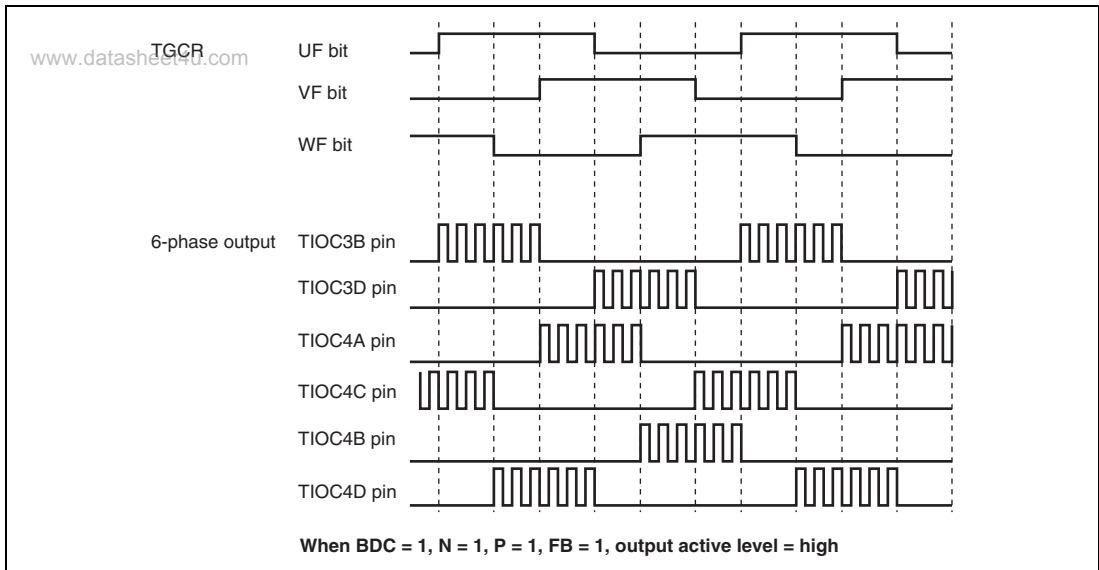 TGCR UF bit
www.datasheet4u.com
VF bit
WF bit
6-phase output TIOC3B pin
TIOC3D pin
TIOC4A pin
TIOC4C pin
TIOC4B pin
TIOC4D pin
When BDC = 1, N = 1, P = 1, FB = 1, output active level = high